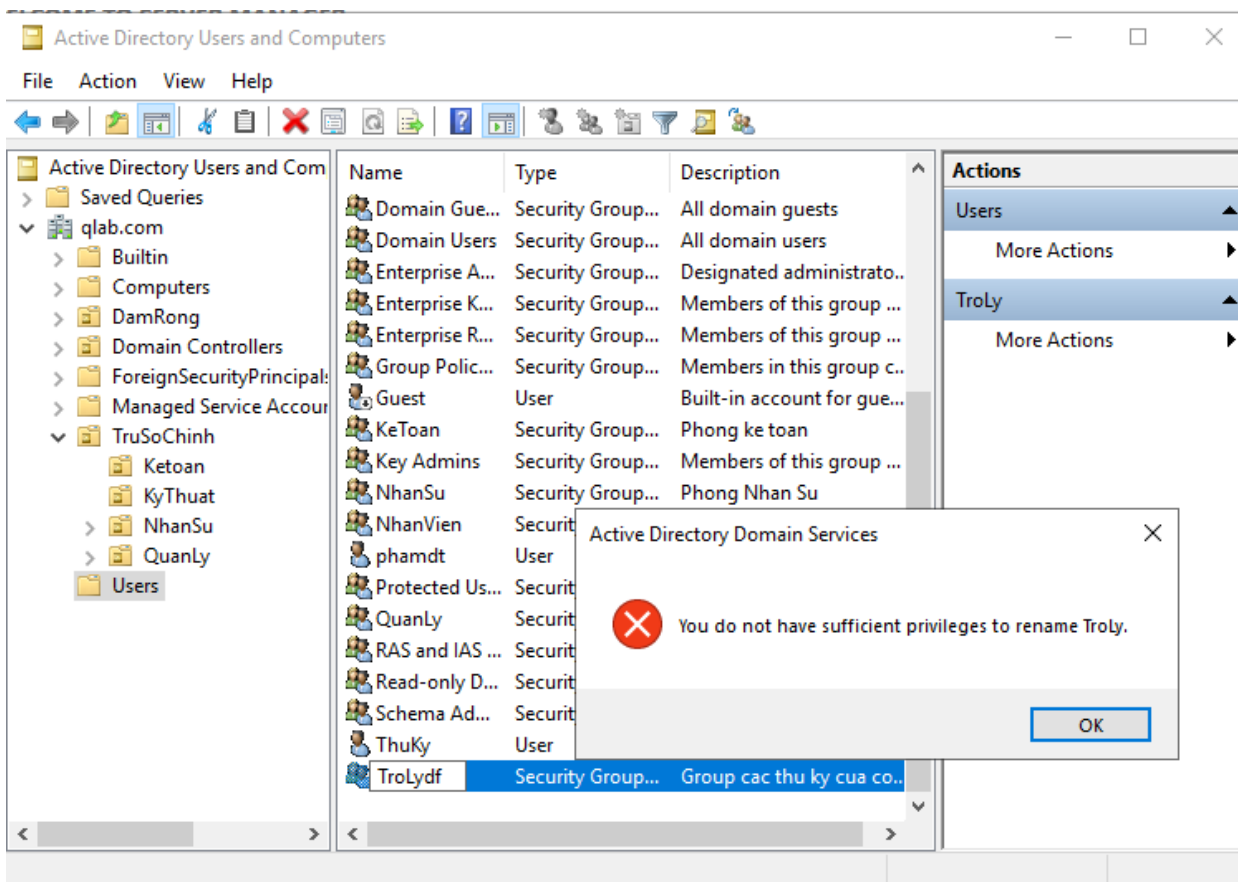 Active Directory Users and Computers
File Action View Help
Active Directory Users and Com
Saved Queries
qlab.com
Builtin
Computers
DamRong
Domain Controllers
ForeignSecurityPrincipals
Managed Service Accour
TruSoChinh
Ketoan
KyThuat
NhanSu
QuanLy
Users
Name Type Description
Domain Gue... Security Group... All domain guests
Domain Users Security Group... All domain users
Enterprise A... Security Group... Designated administrato..
Enterprise K... Security Group... Members of this group ...
Enterprise R... Security Group... Members of this group ...
Group Polic... Security Group... Members in this group c..
Guest User Built-in account for gue...
KeToan Security Group... Phong ke toan
Key Admins Security Group... Members of this group ...
NhanSu Security Group... Phong Nhan Su
NhanVien Securit
phamdt User
Protected Us... Securit
QuanLy Securit
RAS and IAS ... Securit
Read-only D... Securit
Schema Ad... Securit
ThuKy User
TroLydf Security Group... Group cac thu ky cua co..
Actions
Users
More Actions
TroLy
More Actions
Active Directory Domain Services
You do not have sufficient privileges to rename TroLy.
OK